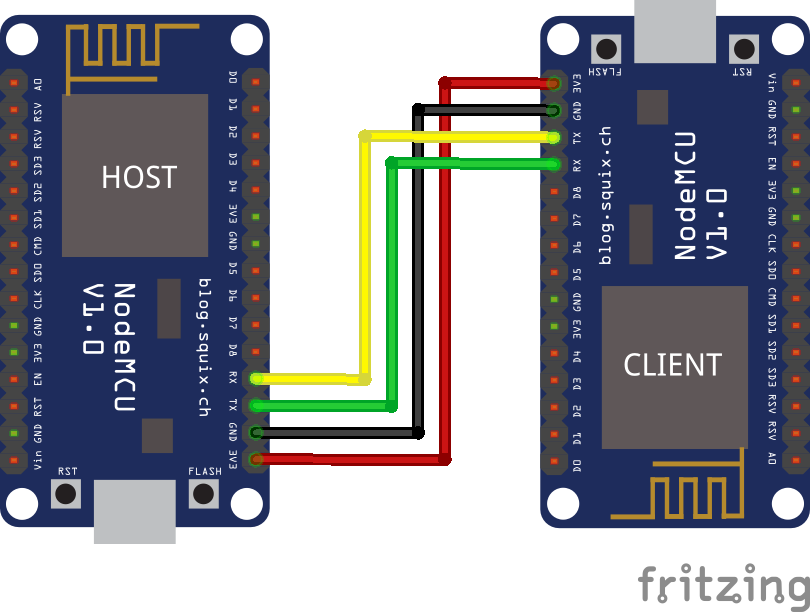 HOST
A0
RSV
RSV
SD3
SD2
SD1
CMD
SD0
CLK
GND
3V3
EN
RST
GND
Vin
D0
D1
D2
D3
D4
3V3
GND
D5
D6
D7
D8
RX
TX
GND
3V3
NodeMCU
V1.0
blog.squix.ch
RST
FLASH
FLASH
RST
3V3
GND
TX
RX
D8
D7
D6
D5
GND
3V3
D4
D3
D2
D1
D0
blog.squix.ch
NodeMCU
V1.0
Vin
GND
RST
EN
3V3
GND
CLK
SD0
CMD
SD1
SD2
SD3
RSV
RSV
A0
CLIENT
fritzing